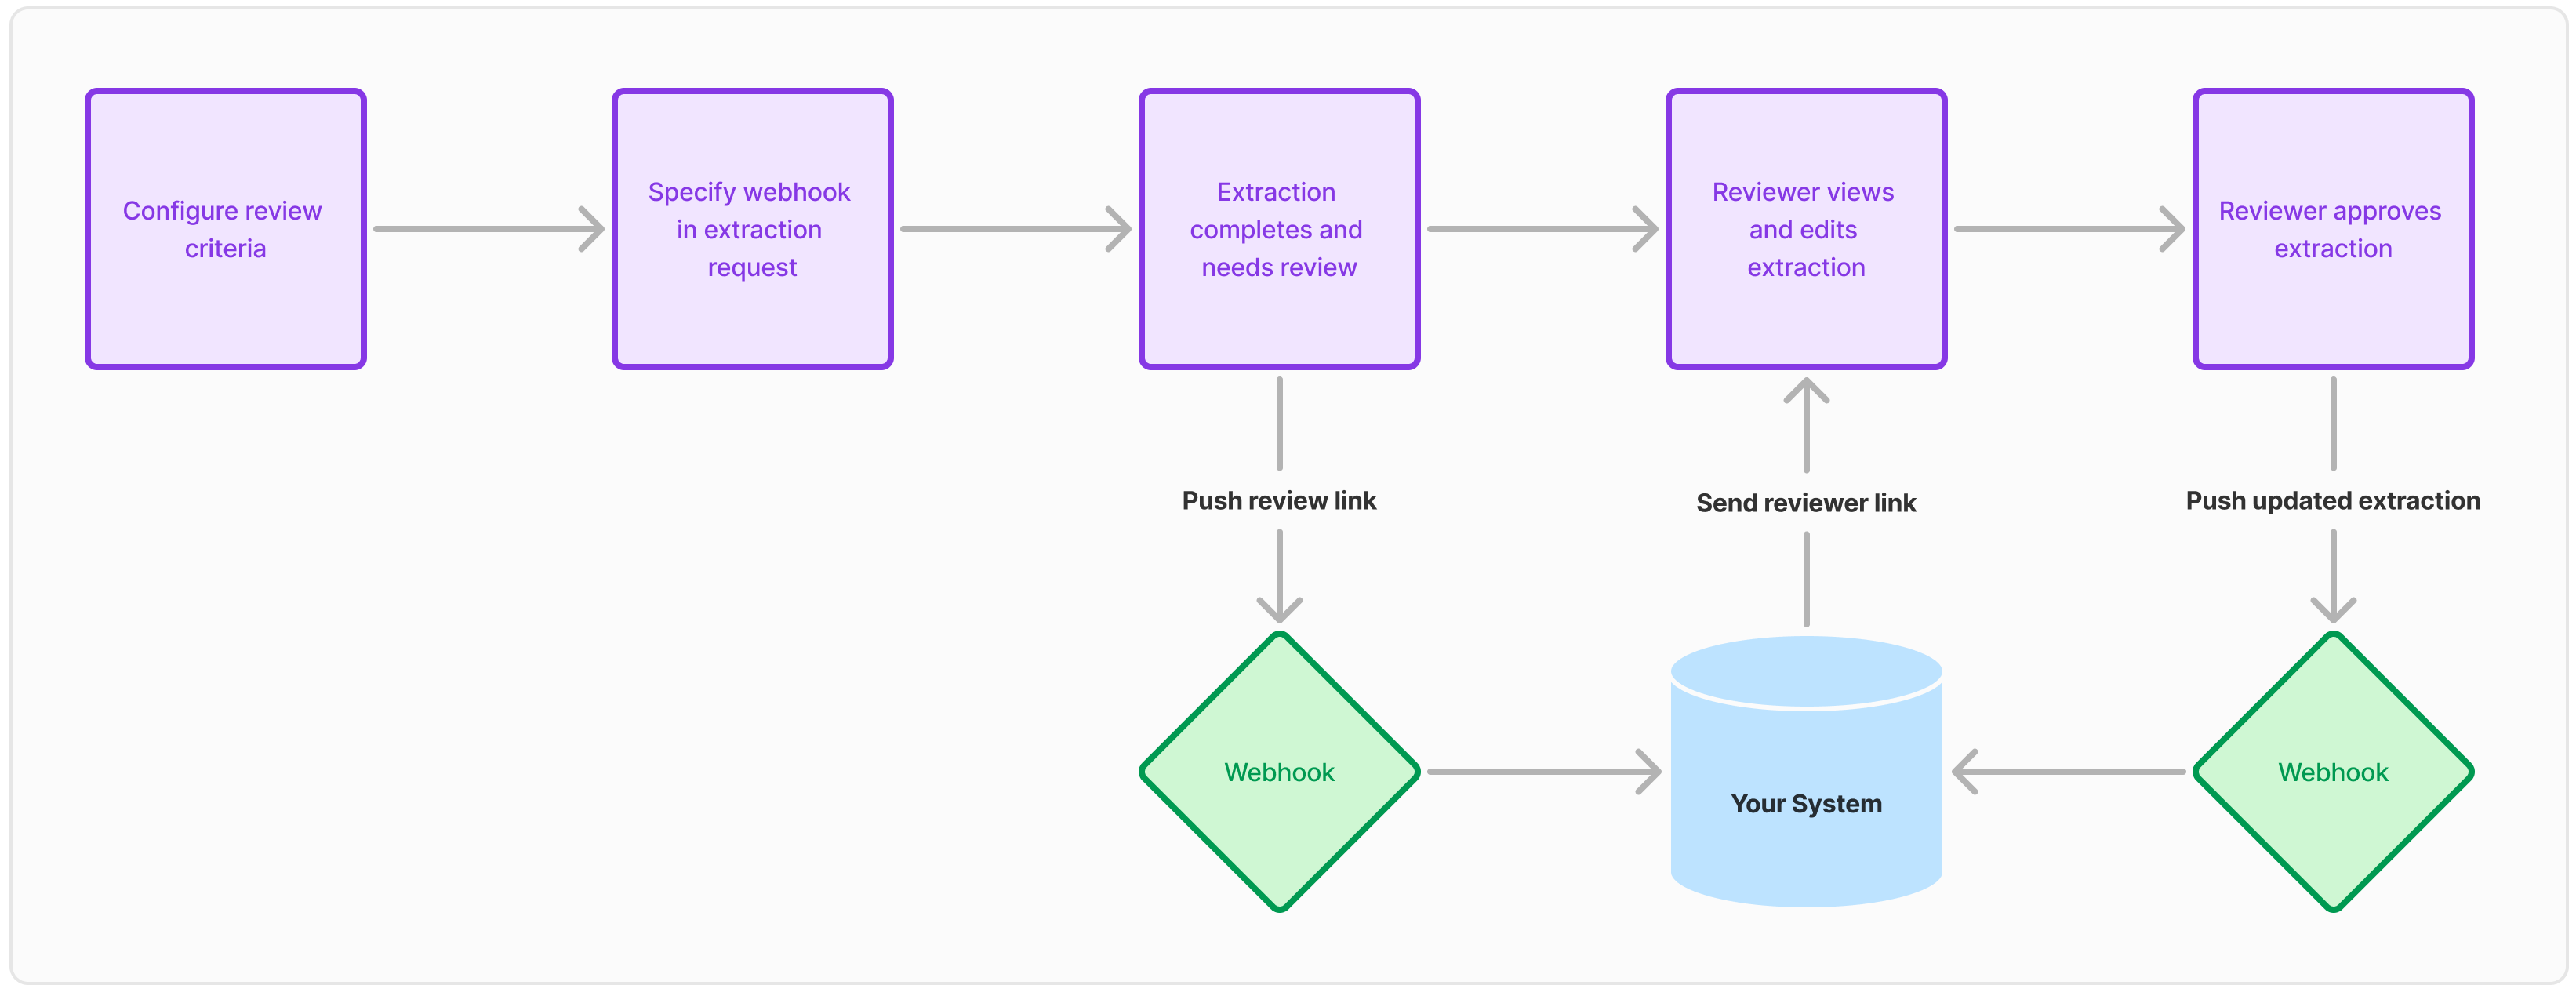 Configure review
criteria
Specify webhook
in extraction
request
Extraction
completes and
needs review
Reviewer views
and edits
extraction
Reviewer approves
extraction
Push review link
Send reviewer link
Push updated extraction
Webhook
Your System
Webhook